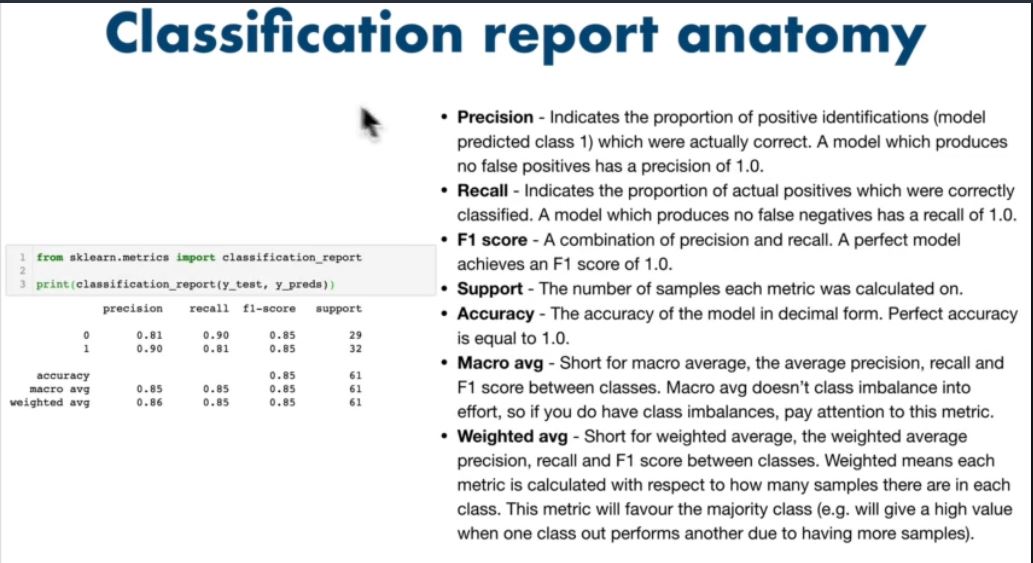 Classification report anatomy
• Precision - Indicates the proportion of positive identifications (model
predicted class 1) which were actually correct. A model which produces
no false positives has a precision of 1.0.
• Recall - Indicates the proportion of actual positives which were correctly
classified. A model which produces no false negatives has a recall of 1.0.
• F1 score - A combination of precision and recall. A perfect model
achieves an F1 score of 1.0.
• Support - The number of samples each metric was calculated on.
• Accuracy - The accuracy of the model in decimal form. Perfect accuracy
is equal to 1.0.
• Macro avg - Short for macro average, the average precision, recall and
F1 score between classes. Macro avg doesn't class imbalance into
effort, so if you do have class imbalances, pay attention to this metric.
• Weighted avg - Short for weighted average, the weighted average
precision, recall and F1 score between classes. Weighted means each
metric is calculated with respect to how many samples there are in each
class. This metric will favour the majority class (e.g. will give a high value
when one class out performs another due to having more samples).
1 from sklearn.metrics import classification_report
2
3 print(classification_report(y_test, y_preds))
precision recall f1-score support
0 0.81 0.90 0.85 29
1 0.90 0.81 0.85 32
accuracy 0.85 61
macro avg 0.85 0.85 0.85 61
weighted avg 0.86 0.85 0.85 61